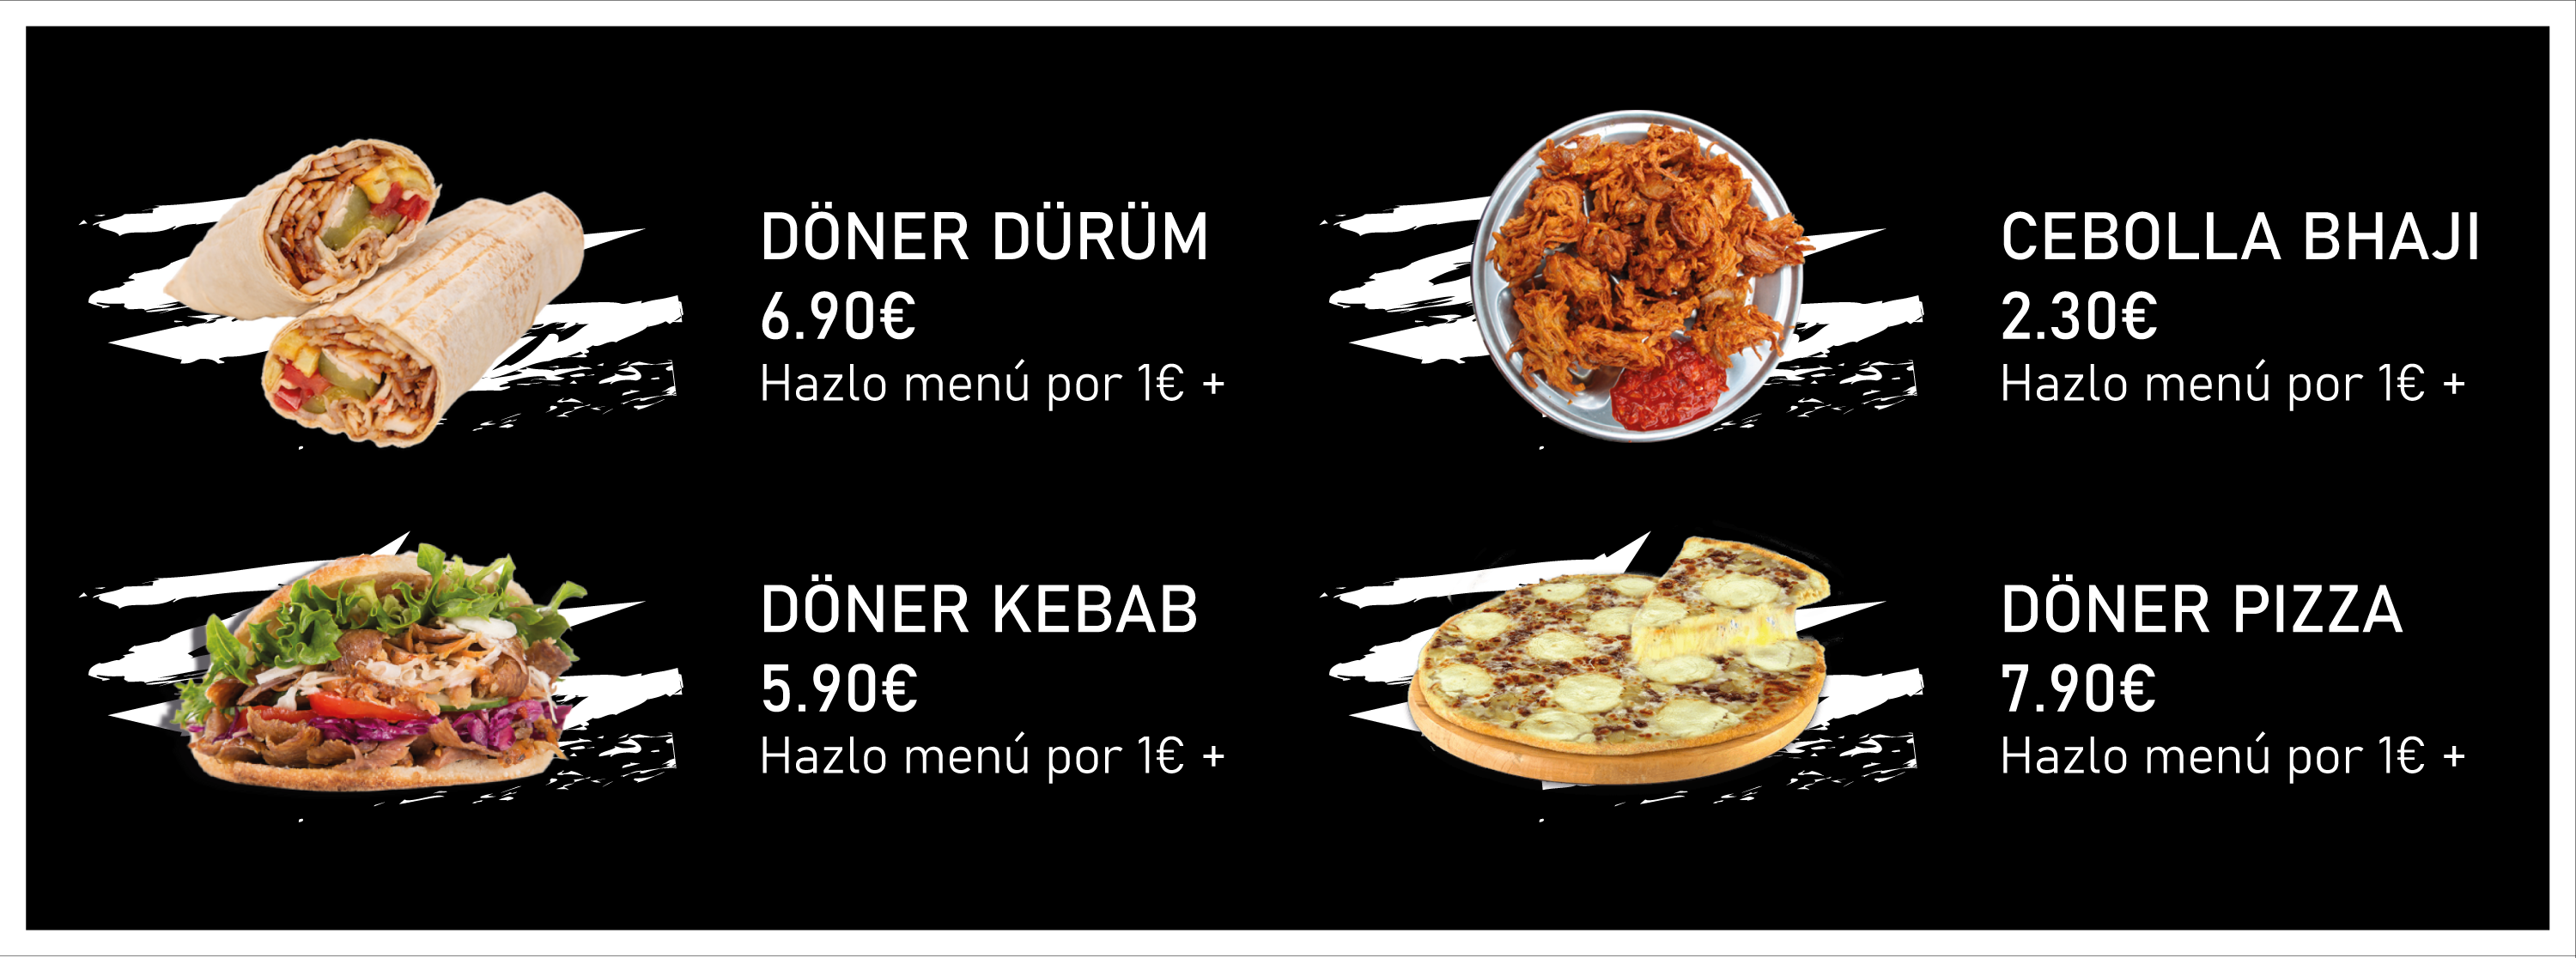 DÖNER DÜRÜM
6.90€
Hazlo menú por 1€ +
CEBOLLA BHAJI
2.30€
Hazlo menú por 1€ +
DÖNER KEBAB
5.90€
Hazlo menú por 1€ +
DÖNER PIZZA
7.90€
Hazlo menú por 1€ +